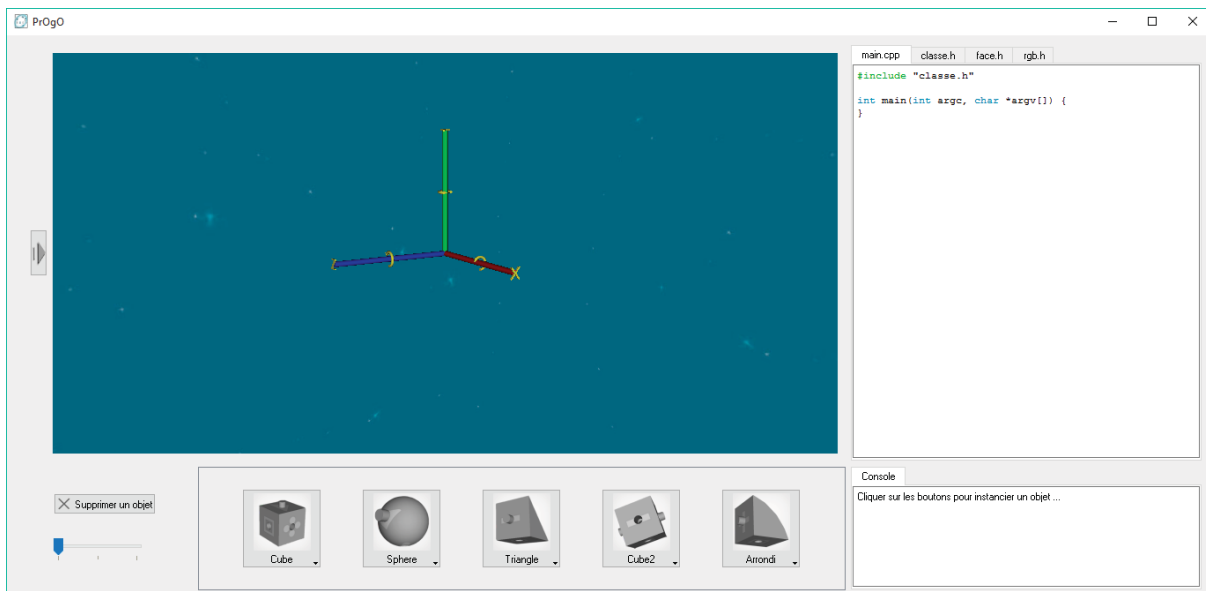 PrOgO
main.cpp classe.h face.h rgb.h
#include "classe.h"
int main(int argc, char *argv[]) {
}
X
Supprimer un objet
Cube Sphere Triangle Cube2 Arrondi
Console
Cliquer sur les boutons pour instancier un objet ...